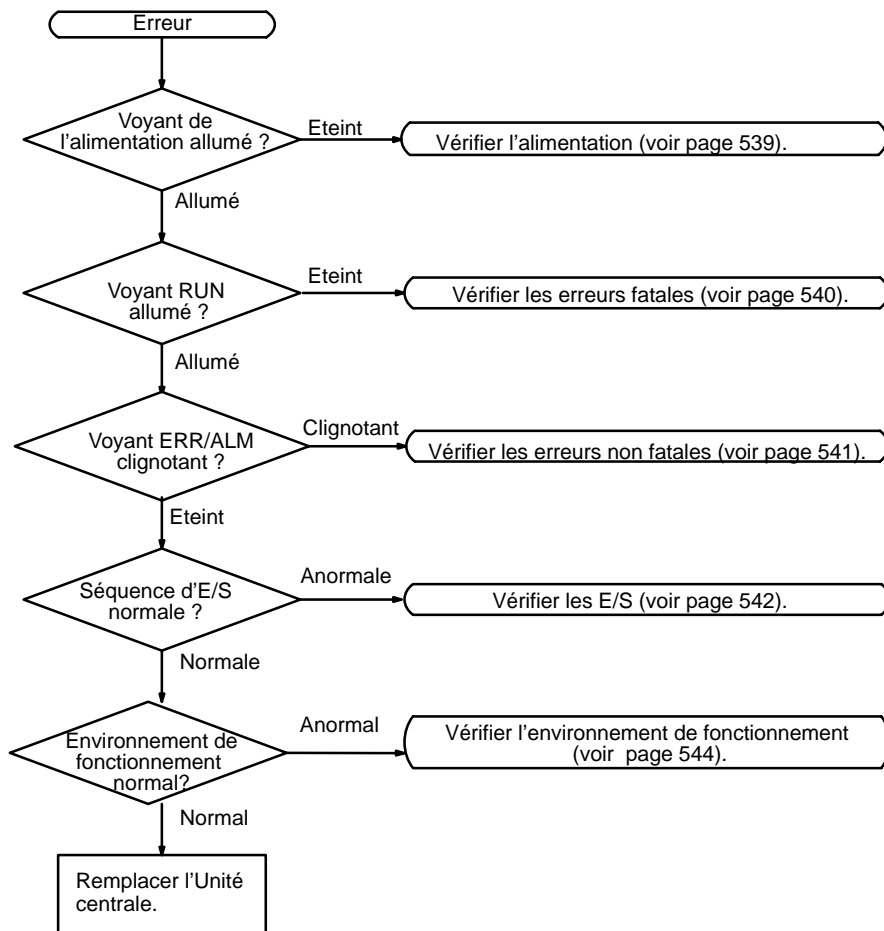 Erreur
Voyant de
l'alimentation allumé ?
Eteint
Vérifier l'alimentation (voir page 539).
Allumé
Voyant RUN
allumé ?
Eteint
Vérifier les erreurs fatales (voir page 540).
Allumé
Voyant ERR/ALM
clignotant ?
Clignotant
Vérifier les erreurs non fatales (voir page 541).
Eteint
Séquence d'E/S
normale ?
Anormale
Vérifier les E/S (voir page 542).
Normale
Environnement de
fonctionnement
normal?
Anormal
Vérifier l'environnement de fonctionnement
(voir page 544).
Normal
Remplacer l'Unité
centrale.